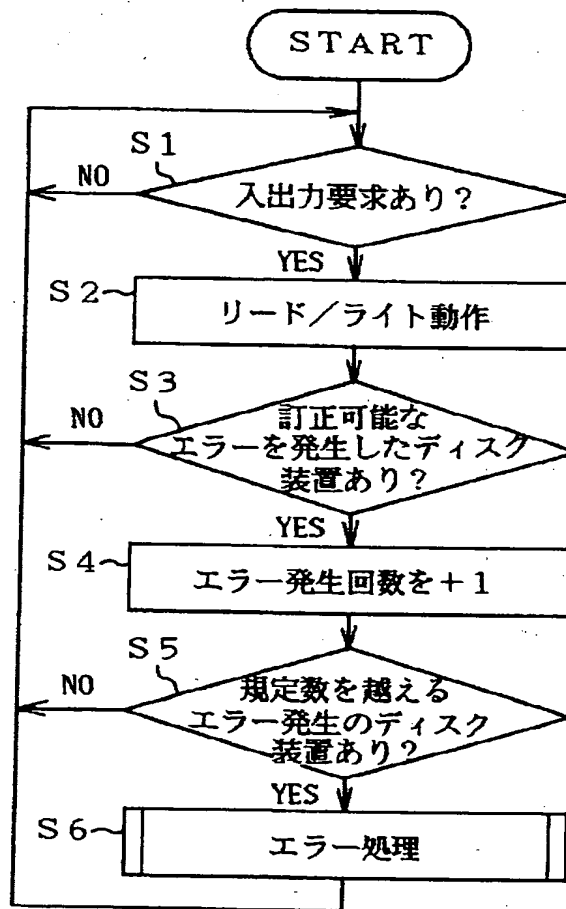 START
S1
NO
入出力要求あり?
YES
S2
リード/ライト動作
S3
NO
訂正可能な
エラーを発生したディスク
装置あり?
YES
S4
エラー発生回数を+1
S5
NO
規定数を越える
エラー発生のディスク
装置あり?
YES
S6
エラー処理